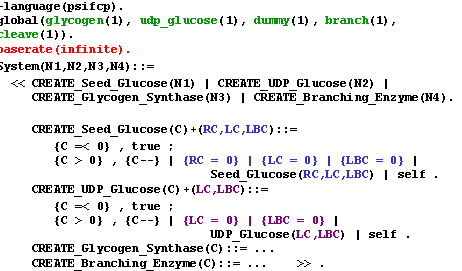 -language(psifcp).
global(glycogen(1), udp_glucose(1), dummy(1), branch(1),
cleave(1)).
baserate(infinite).
System(N1,N2,N3,N4)::=
<< CREATE_Seed_Glucose(N1) | CREATE_UDP_Glucose(N2) |
CREATE_Glycogen_Synthase(N3) | CREATE_Branching_Enzyme(N4).
CREATE_Seed_Glucose(C)+(RC,LC,LBC)::=
{C =< 0} , true ;
{C > 0} , {C--} | {RC = 0} | {LC = 0} | {LBC = 0} |
Seed_Glucose(RC,LC,LBC) | self .
CREATE_UDP_Glucose(C)+(LC,LBC)::=
{C =< 0} , true ;
{C > 0} , {C--} | {LC = 0} | {LBC = 0} |
UDP_Glucose(LC,LBC) | self .
CREATE_Glycogen_Synthase(C)::= ...
CREATE_Branching_Enzyme(C)::= ... >> .